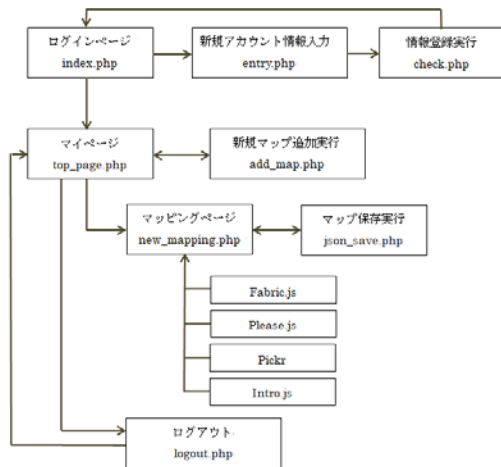 ログインページ
index.php
新規アカウント情報入力
entry.php
情報登録実行
check.php
マイページ
top_page.php
新規マップ追加実行
add_map.php
マッピングページ
new_mapping.php
マップ保存実行
json_save.php
Fabric.js
Please.js
Pickr
Intro.js
ログアウト
logout.php